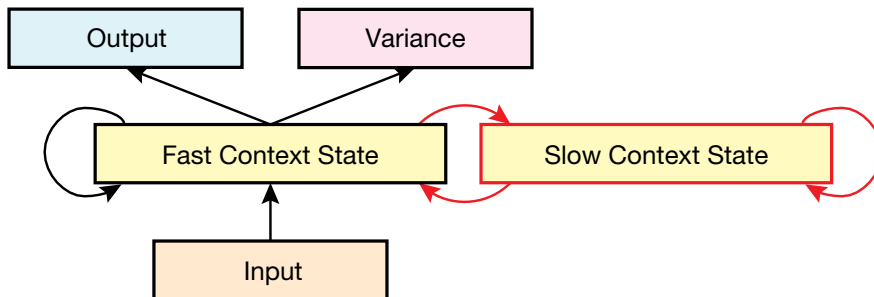 Output
Variance
Fast Context State
Slow Context State
Input